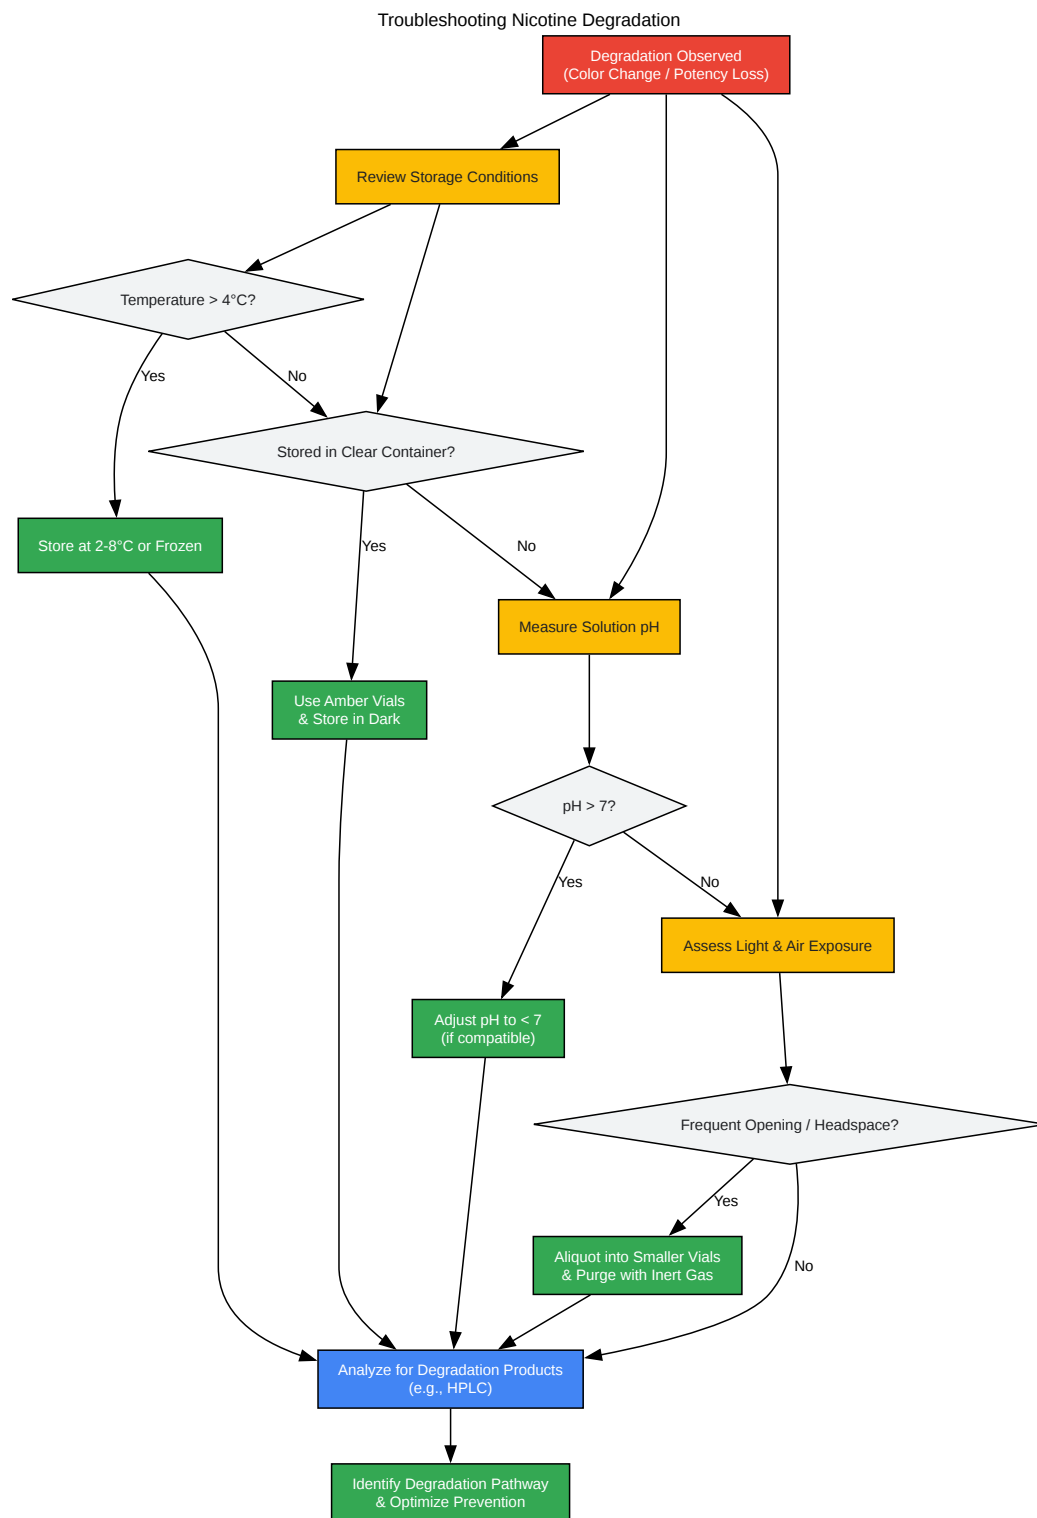 Troubleshooting Nicotine Degradation
Degradation Observed
(Color Change / Potency Loss)
Review Storage Conditions
Temperature > 4°C?
Yes
No
Stored in Clear Container?
Store at 2-8°C or Frozen
Yes
No
Measure Solution pH
Use Amber Vials
& Store in Dark
pH > 7?
Yes
No
Assess Light & Air Exposure
Adjust pH to < 7
(if compatible)
Frequent Opening / Headspace?
Yes
Aliquot into Smaller Vials
& Purge with Inert Gas
No
Analyze for Degradation Products
(e.g., HPLC)
Identify Degradation Pathway
& Optimize Prevention